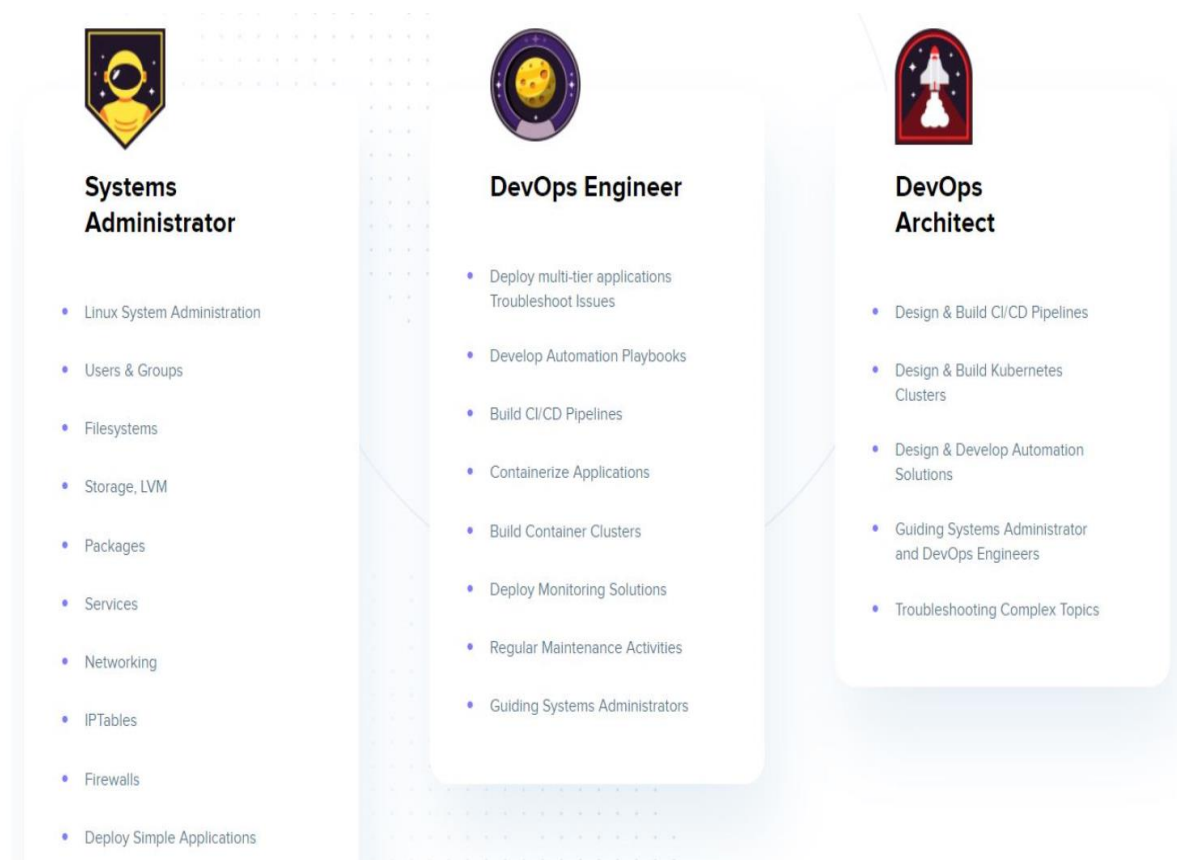 Systems
Administrator
Linux System Administration
Users & Groups
Filesystems
Storage, LVM
Packages
Services
Networking
IPTables
Firewalls
Deploy Simple Applications
DevOps Engineer
Deploy multi-tier applications
Troubleshoot Issues
Develop Automation Playbooks
Build CI/CD Pipelines
Containerize Applications
Build Container Clusters
Deploy Monitoring Solutions
Regular Maintenance Activities
Guiding Systems Administrators
DevOps
Architect
Design & Build CI/CD Pipelines
Design & Build Kubernetes
Clusters
Design & Develop Automation
Solutions
Guiding Systems Administrator
and DevOps Engineers
Troubleshooting Complex Topics